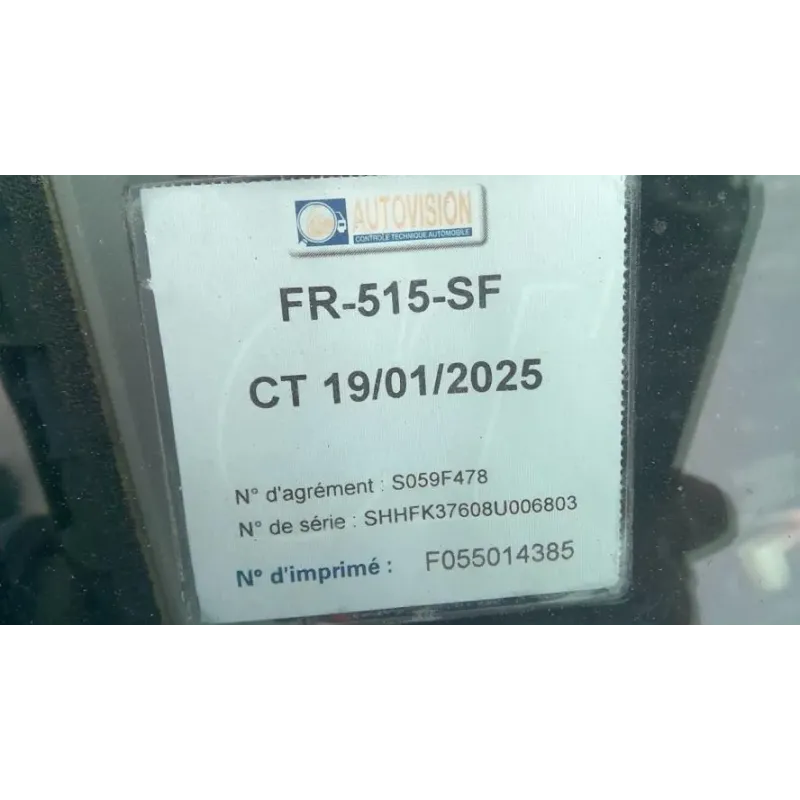 AUTOVISION
CONTROLE TECHNIQUE AUTOMOBILE
FR-515-SF
CT 19/01/2025
N° d'agrément : S059F478
N° de série : SHHFK37608U006803
N° d'imprimé : F055014385